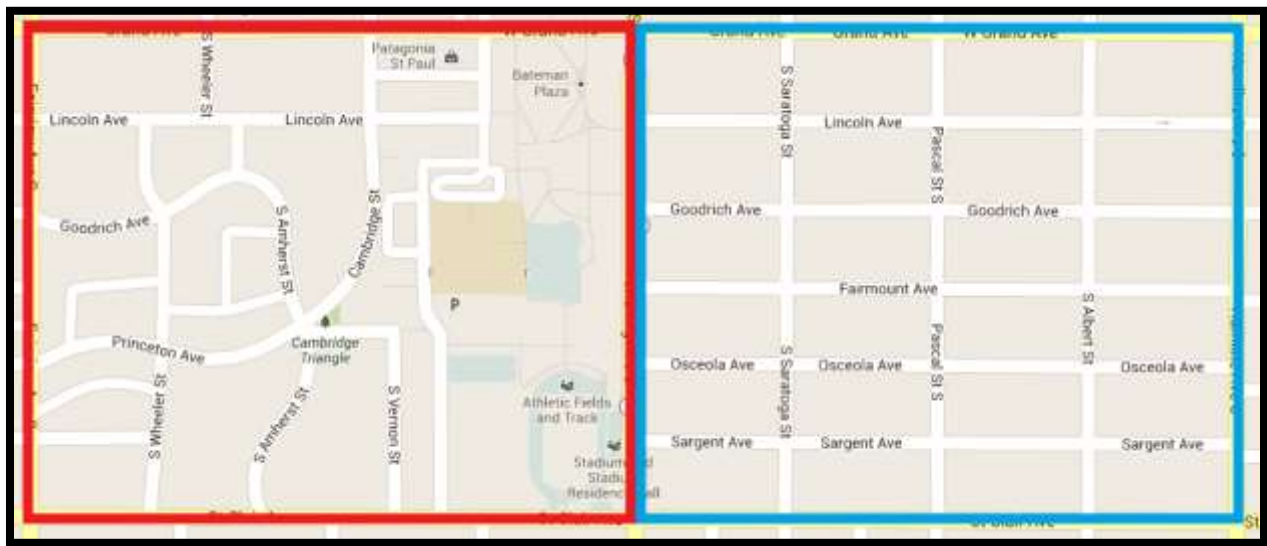 W Grand Ave
Grand Ave
Grand Ave
W Grand Ave
S Wheeler St
Patagonia
St Paul
Bateman
Plaza
S Saratoga St
Lincoln Ave
Lincoln Ave
Lincoln Ave
Pascal St S
Goodrich Ave
S Amherst St
Cambridge St
Goodrich Ave
Goodrich Ave
P
Fairmount Ave
Princeton Ave
Cambridge
Triangle
S Albert St
Pascal St S
S Saratoga St
Osceola Ave
Osceola Ave
Osceola Ave
S Wheeler St
S Amherst St
S Vernon St
Athletic Fields
and Track
Sargent Ave
Sargent Ave
Sargent Ave
St